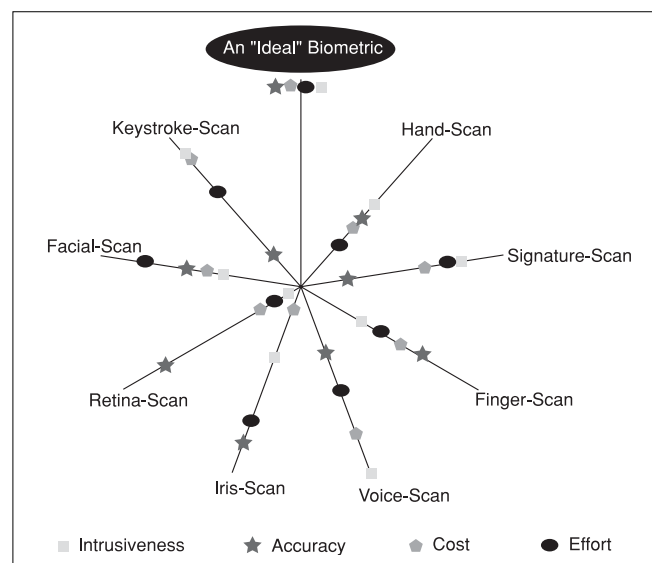 An "Ideal" Biometric
Keystroke-Scan
Hand-Scan
Facial-Scan
Signature-Scan
Retina-Scan
Finger-Scan
Iris-Scan
Voice-Scan
Intrusiveness
Accuracy
Cost
Effort